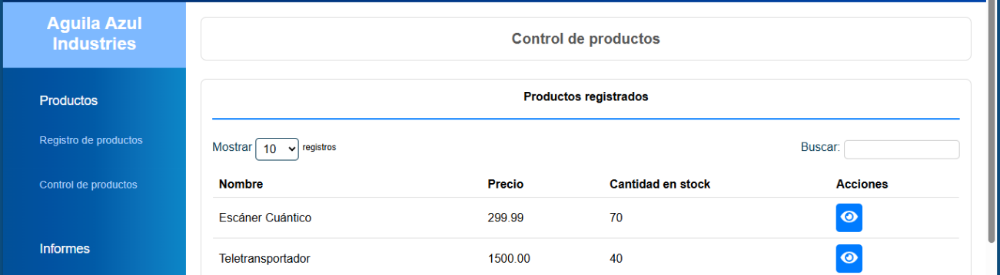 Aguila Azul
Industries
Productos
Registro de productos
Control de productos
Informes
Control de productos
Productos registrados
Mostrar 10 registros Buscar:
Nombre Precio Cantidad en stock Acciones
Escáner Cuántico 299.99 70
Teletransportador 1500.00 40